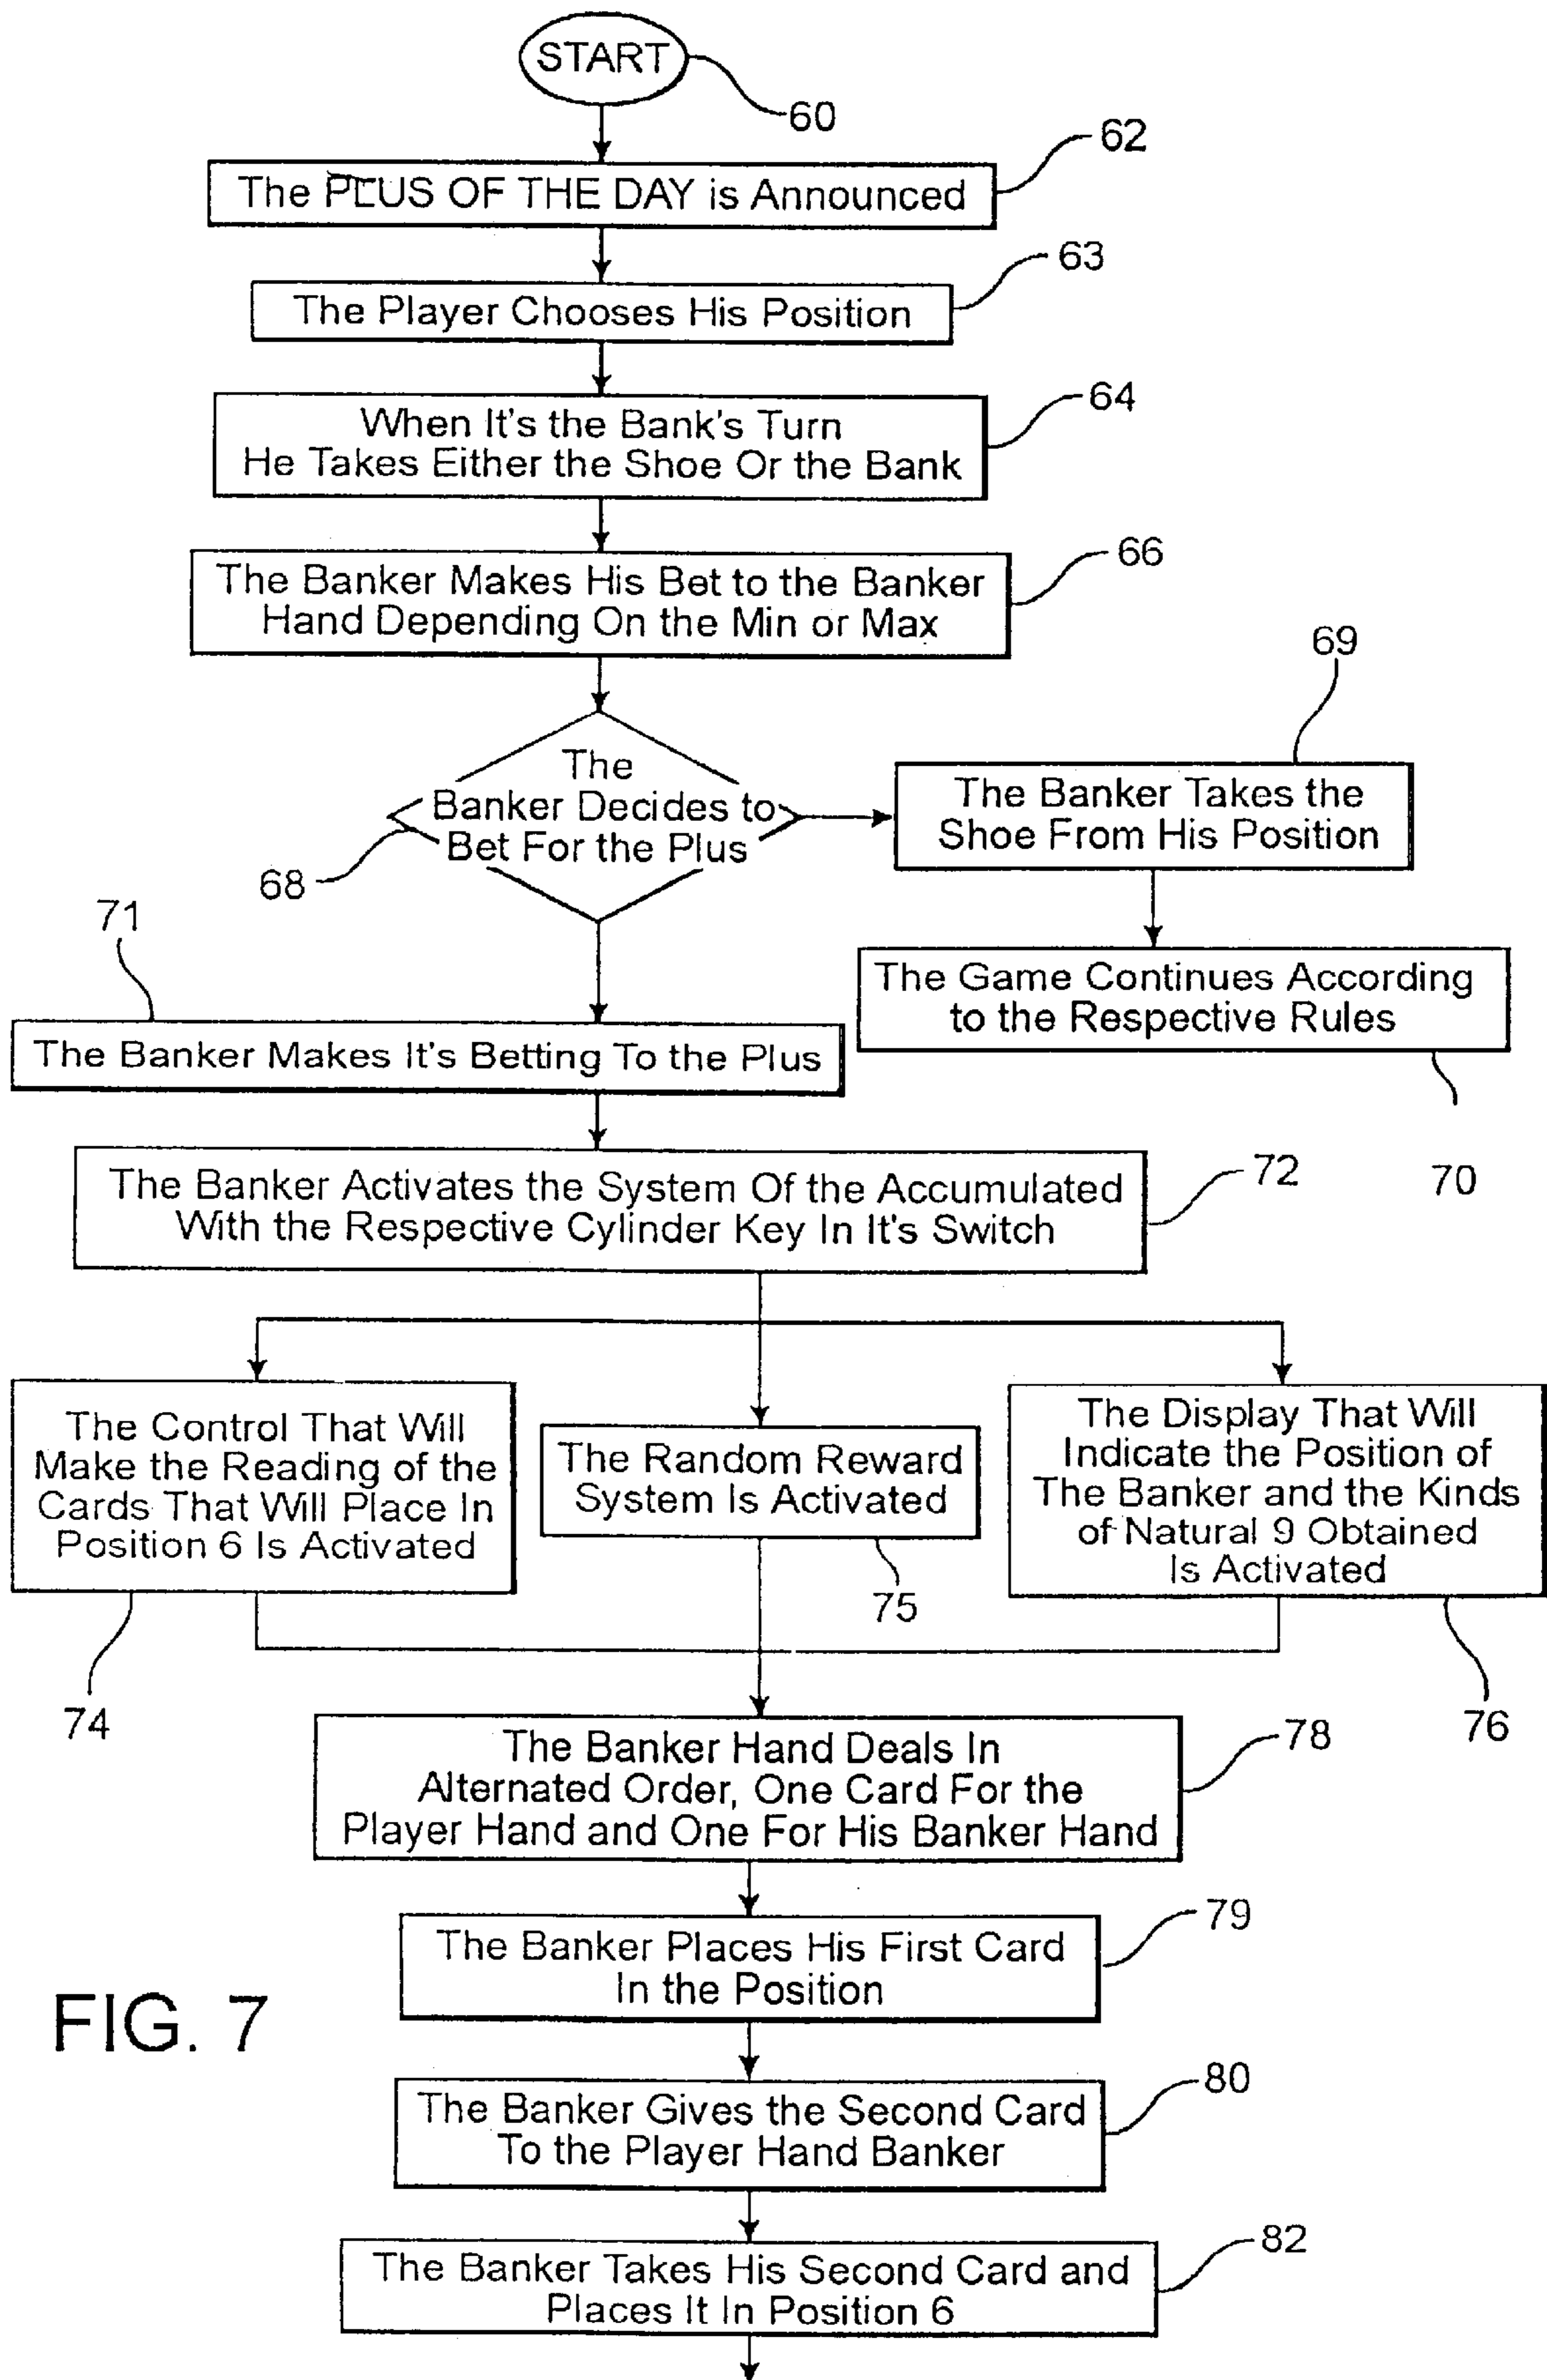 START
60
62
The PLUS OF THE DAY is Announced
63
The Player Chooses His Position
64
When It's the Bank's Turn
He Takes Either the Shoe Or the Bank
66
The Banker Makes His Bet to the Banker
Hand Depending On the Min or Max
69
The
Banker Decides to
Bet For the Plus
68
The Banker Takes the
Shoe From His Position
71
The Game Continues According
to the Respective Rules
70
The Banker Makes It's Betting To the Plus
72
The Banker Activates the System Of the Accumulated
With the Respective Cylinder Key In It's Switch
The Control That Will
Make the Reading of the
Cards That Will Place In
Position 6 Is Activated
74
The Random Reward
System Is Activated
75
The Display That Will
Indicate the Position of
The Banker and the Kinds
of Natural 9 Obtained
Is Activated
76
78
The Banker Hand Deals In
Alternated Order, One Card For the
Player Hand and One For His Banker Hand
79
The Banker Places His First Card
In the Position
FIG. 7
80
The Banker Gives the Second Card
To the Player Hand Banker
82
The Banker Takes His Second Card and
Places It In Position 6